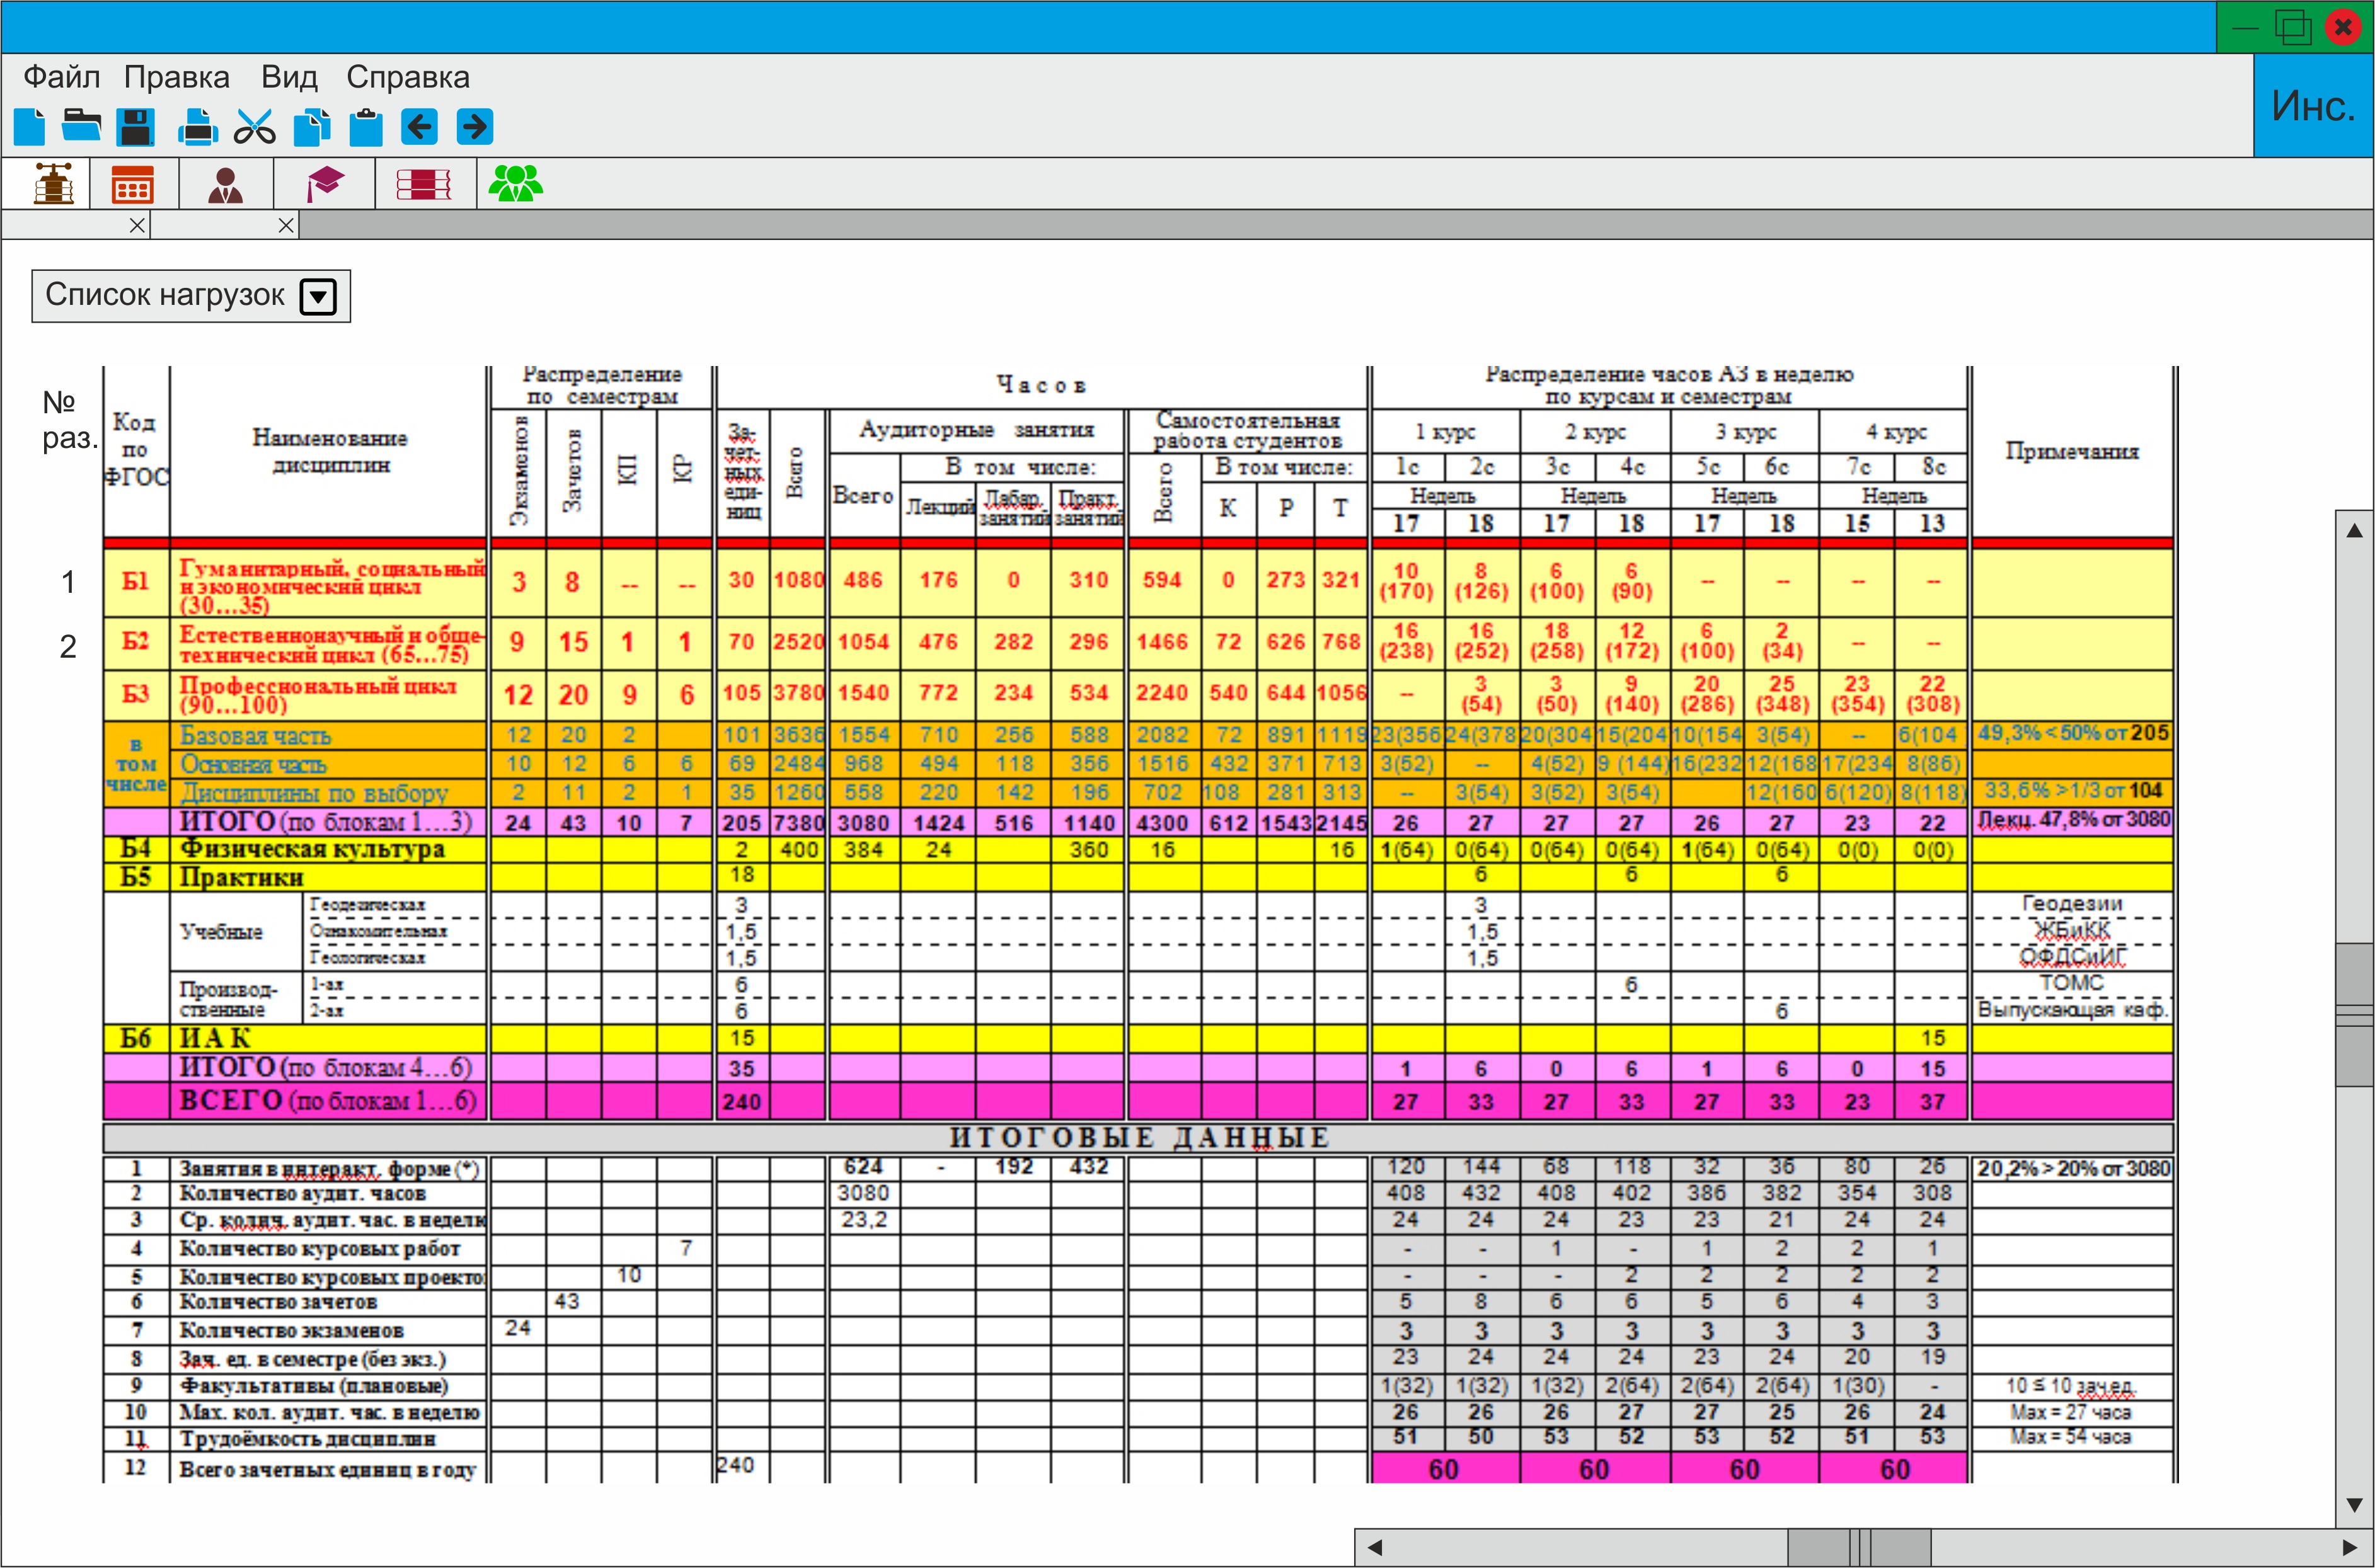 Файл Правка Вид Справка
Инс.
Список нагрузок
№ раз.
Код по ФГОС
Наименование дисциплин
Распределение по семестрам
Экзаменов Зачетов КП КР
Часов
За-чет-ных еди-ниц
Всего
Аудиторные занятия
Всего
В том числе:
Лекций Лабар. занятий Практ. занятий
Самостоятельная работа студентов
Всего
В том числе:
К Р Т
Распределение часов АЗ в неделю по курсам и семестрам
1 курс 2 курс 3 курс 4 курс
1с 2с 3с 4с 5с 6с 7с 8с
Недель Недель Недель Недель
17 18 17 18 17 18 15 13
Примечания
1 Б1 Гуманитарный, социальный и экономический цикл (30...35) 3 8 -- -- 30 1080 486 176 0 310 594 0 273 321 10 (170) 8 (126) 6 (100) 6 (90) -- -- -- --
2 Б2 Естественнонаучный и обще-технический цикл (65...75) 9 15 1 1 70 2520 1054 476 282 296 1466 72 626 768 16 (238) 16 (252) 18 (258) 12 (172) 6 (100) 2 (34) -- --
Б3 Профессиональный цикл (90...100) 12 20 9 6 105 3780 1540 772 234 534 2240 540 644 1056 -- 3 (54) 3 (50) 9 (140) 20 (286) 25 (348) 23 (354) 22 (308)
в том числе
Базовая часть 12 20 2 101 3636 1554 710 256 588 2082 72 891 1119 23(356 24(378 20(304 15(204 10(154 3(54) -- 6(104 49,3% <50% от 205
Основная часть 10 12 6 6 69 2484 968 494 118 356 1516 432 371 713 3(52) -- 4(52) 9 (144) 16(232 12(168 17(234 8(86)
Дисциплины по выбору 2 11 2 1 35 1260 558 220 142 196 702 108 281 313 -- 3(54) 3(52) 3(54) 12(160 6(120) 8(118) 33,6% >1/3 от 104
ИТОГО (по блокам 1...3) 24 43 10 7 205 7380 3080 1424 516 1140 4300 612 1543 2145 26 27 27 27 26 27 23 22 Лекц. 47,8% от 3080
Б4 Физическая культура 2 400 384 24 360 16 16 1(64) 0(64) 0(64) 0(64) 1(64) 0(64) 0(0) 0(0)
Б5 Практики 18 6 6 6
Учебные
Геодезическая 3 3 Геодезии
Ознакомительная 1,5 1,5 ЖБиКК
Геологическая 1,5 1,5 ОФДСиИГ
Производ-ственные
1-ая 6 6 ТОМС
2-ая 6 6 Выпускающая каф.
Б6 ИАК 15 15
ИТОГО (по блокам 4...6) 35 1 6 0 6 1 6 0 15
ВСЕГО (по блокам 1...6) 240 27 33 27 33 27 33 23 37
ИТОГОВЫЕ ДАННЫЕ
1 Занятия в интеракт. форме (*) 624 - 192 432 120 144 68 118 32 36 80 26 20,2% > 20% от 3080
2 Количество аудит. часов 3080 408 432 408 402 386 382 354 308
3 Ср. колич. аудит. час. в неделю 23,2 24 24 24 23 23 21 24 24
4 Количество курсовых работ 7 - - 1 - 1 2 2 1
5 Количество курсовых проекто 10 - - - 2 2 2 2 2
6 Количество зачетов 43 5 8 6 6 5 6 4 3
7 Количество экзаменов 24 3 3 3 3 3 3 3 3
8 Зач. ед. в семестре (без экз.) 23 24 24 24 23 24 20 19
9 Факультативы (плановые) 1(32) 1(32) 1(32) 2(64) 2(64) 2(64) 1(30) - 10 ≤ 10 зач.ед.
10 Мах. кол. аудит. час. в неделю 26 26 26 27 27 25 26 24 Мах = 27 часа
11 Трудоёмкость дисциплин 51 50 53 52 53 52 51 53 Мах = 54 часа
12 Всего зачетных единиц в году 240 60 60 60 60